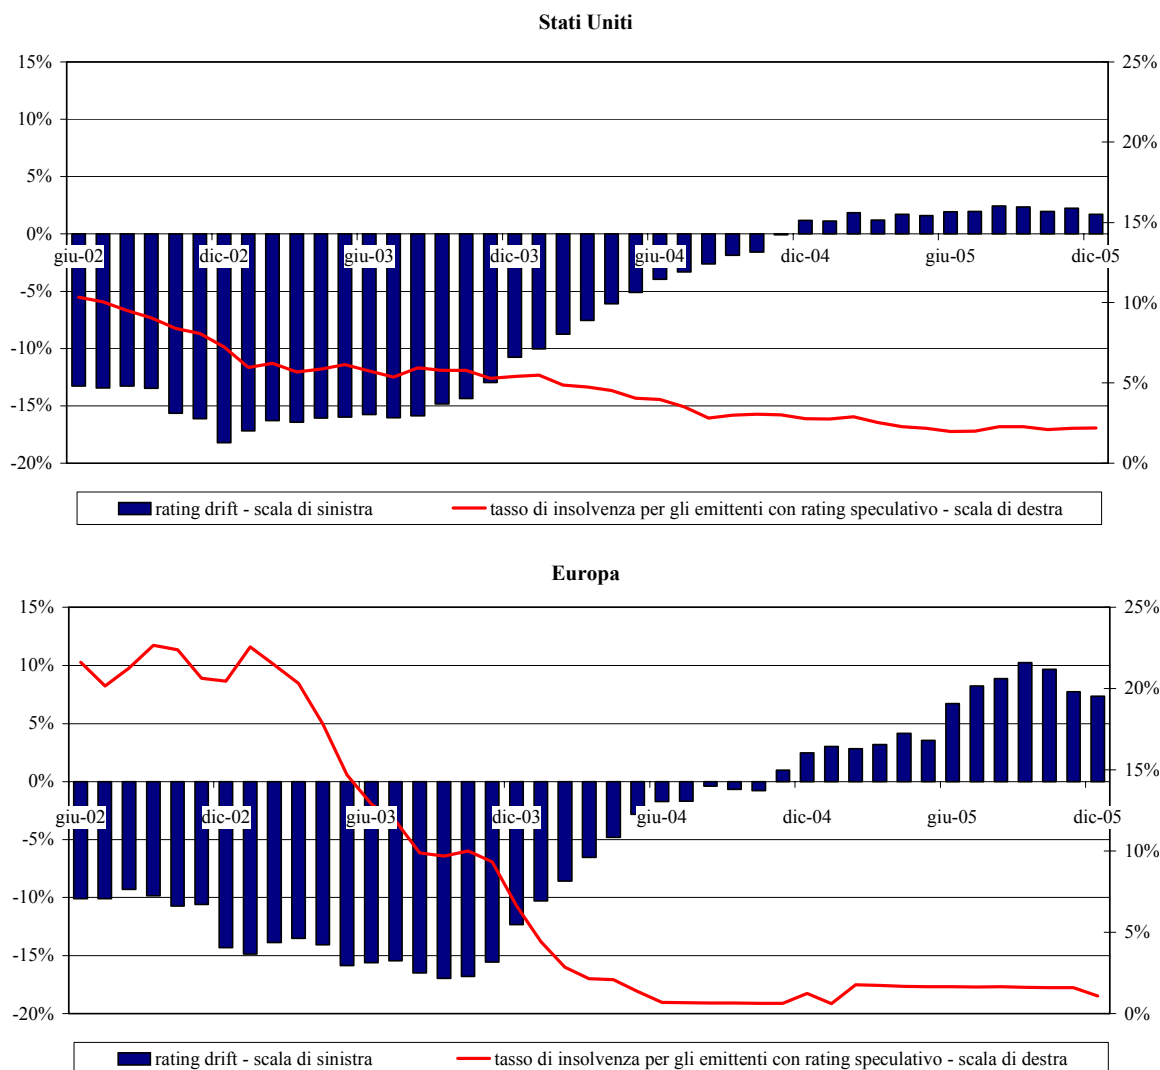 Stati Uniti
15% 25%
10% 20%
5% 15%
0% 10%
-5% 5%
-10% 0%
-15%
-20%
giu-02 dic-02 giu-03 dic-03 giu-04 dic-04 giu-05 dic-05
rating drift - scala di sinistra tasso di insolvenza per gli emittenti con rating speculativo - scala di destra
Europa
15% 25%
10% 20%
5% 15%
0% 10%
-5% 5%
-10% 0%
-15%
-20%
giu-02 dic-02 giu-03 dic-03 giu-04 dic-04 giu-05 dic-05
rating drift - scala di sinistra tasso di insolvenza per gli emittenti con rating speculativo - scala di destra